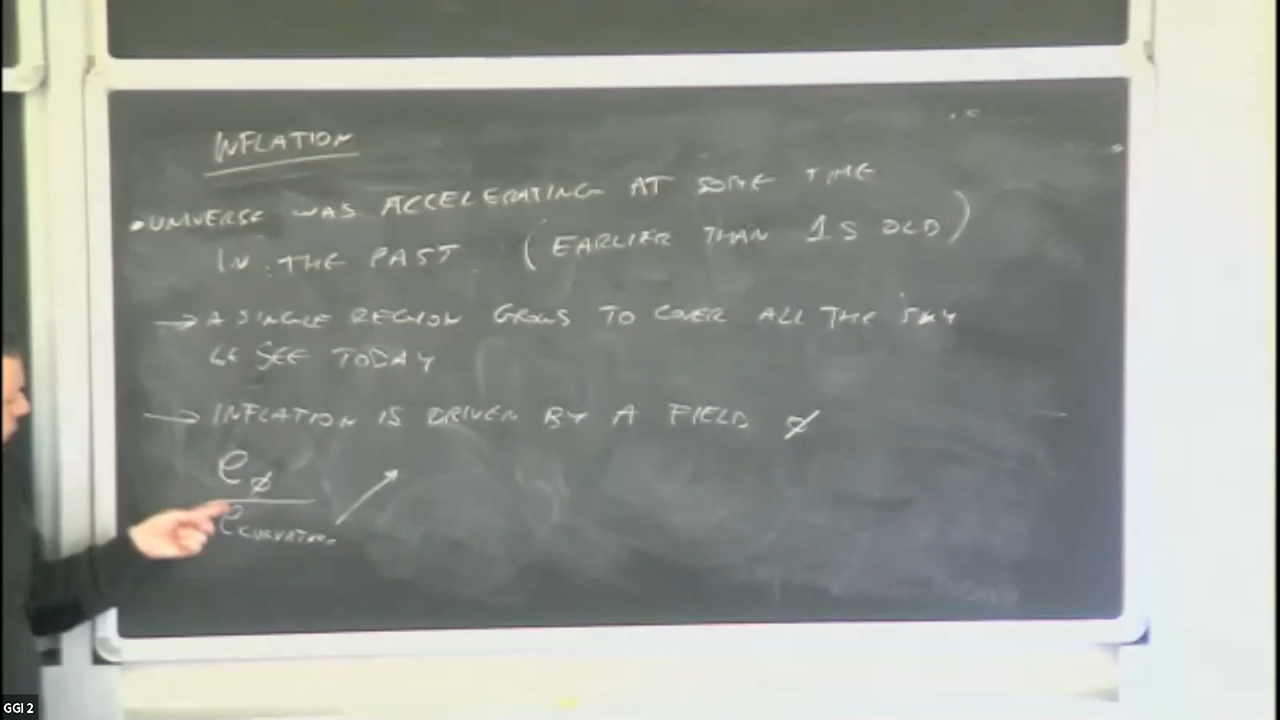 INFLATION
• UNIVERSE WAS ACCELERATING AT SOME TIME
IN THE PAST (EARLIER THAN 1S OLD)
→ A SINGLE REGION GROWS TO COVER ALL THE SKY
WE SEE TODAY
→ INFLATION IS DRIVEN BY A FIELD ϕ
ρϕ
ρCURVATURE
GGI 2